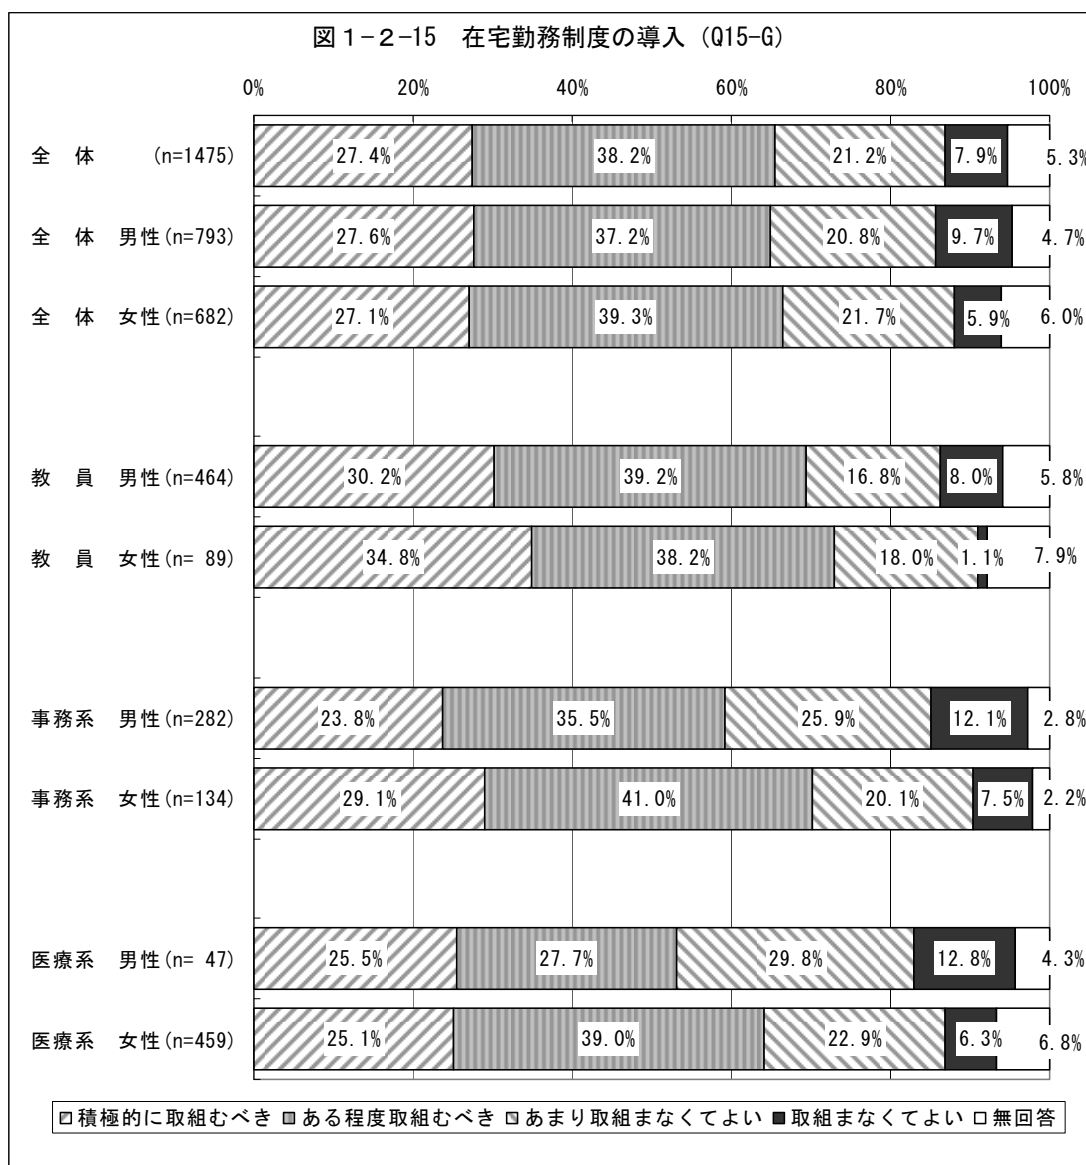 図１−２−15　在宅勤務制度の導入（Q15-G）
0% 20% 40% 60% 80% 100%
全　体　　(n=1475) 27.4% 38.2% 21.2% 7.9% 5.3%
全　体　男性(n=793) 27.6% 37.2% 20.8% 9.7% 4.7%
全　体　女性(n=682) 27.1% 39.3% 21.7% 5.9% 6.0%
教　員　男性(n=464) 30.2% 39.2% 16.8% 8.0% 5.8%
教　員　女性(n= 89) 34.8% 38.2% 18.0% 1.1% 7.9%
事務系　男性(n=282) 23.8% 35.5% 25.9% 12.1% 2.8%
事務系　女性(n=134) 29.1% 41.0% 20.1% 7.5% 2.2%
医療系　男性(n= 47) 25.5% 27.7% 29.8% 12.8% 4.3%
医療系　女性(n=459) 25.1% 39.0% 22.9% 6.3% 6.8%
積極的に取組むべき ある程度取組むべき あまり取組まなくてよい 取組まなくてよい 無回答